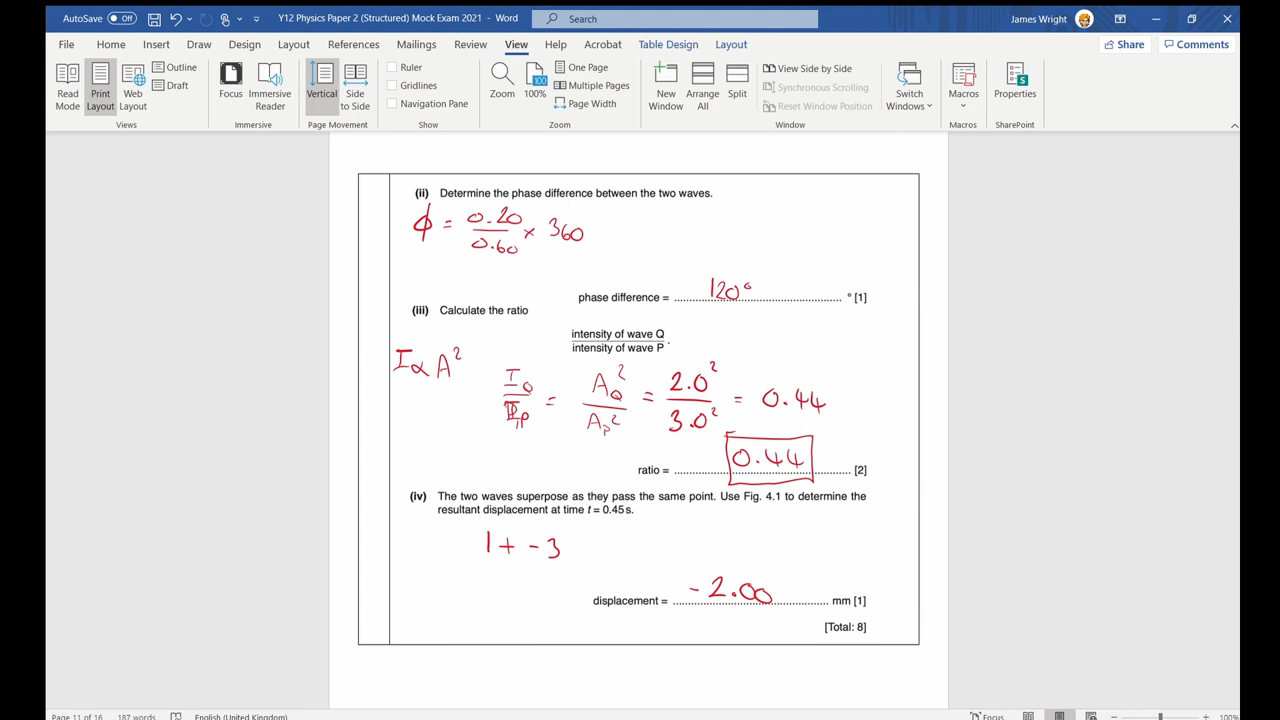 AutoSave Off Y12 Physics Paper 2 (Structured) Mock Exam 2021 - Word Search James Wright
File Home Insert Draw Design Layout References Mailings Review View Help Acrobat Table Design Layout Share Comments
Read Mode Print Layout Web Layout Outline Draft Focus Immersive Reader Vertical Side to Side Ruler Gridlines Navigation Pane Zoom 100 100% One Page Multiple Pages Page Width New Window Arrange All Split View Side by Side Synchronous Scrolling Reset Window Position Switch Windows Macros Properties
Views Immersive Page Movement Show Zoom Window Macros SharePoint
(ii) Determine the phase difference between the two waves.
ϕ = 0.20/0.60 × 360
phase difference = 120° ° [1]
(iii) Calculate the ratio
intensity of wave Q
intensity of wave P .
I ∝ A²
I_Q/I_P = A_Q²/A_P² = 2.0²/3.0² = 0.44
ratio = 0.44 [2]
(iv) The two waves superpose as they pass the same point. Use Fig. 4.1 to determine the
resultant displacement at time t = 0.45 s.
1 + - 3
displacement = - 2.00 mm [1]
[Total: 8]
Page 11 of 16 187 words English (United Kingdom) Focus 100%